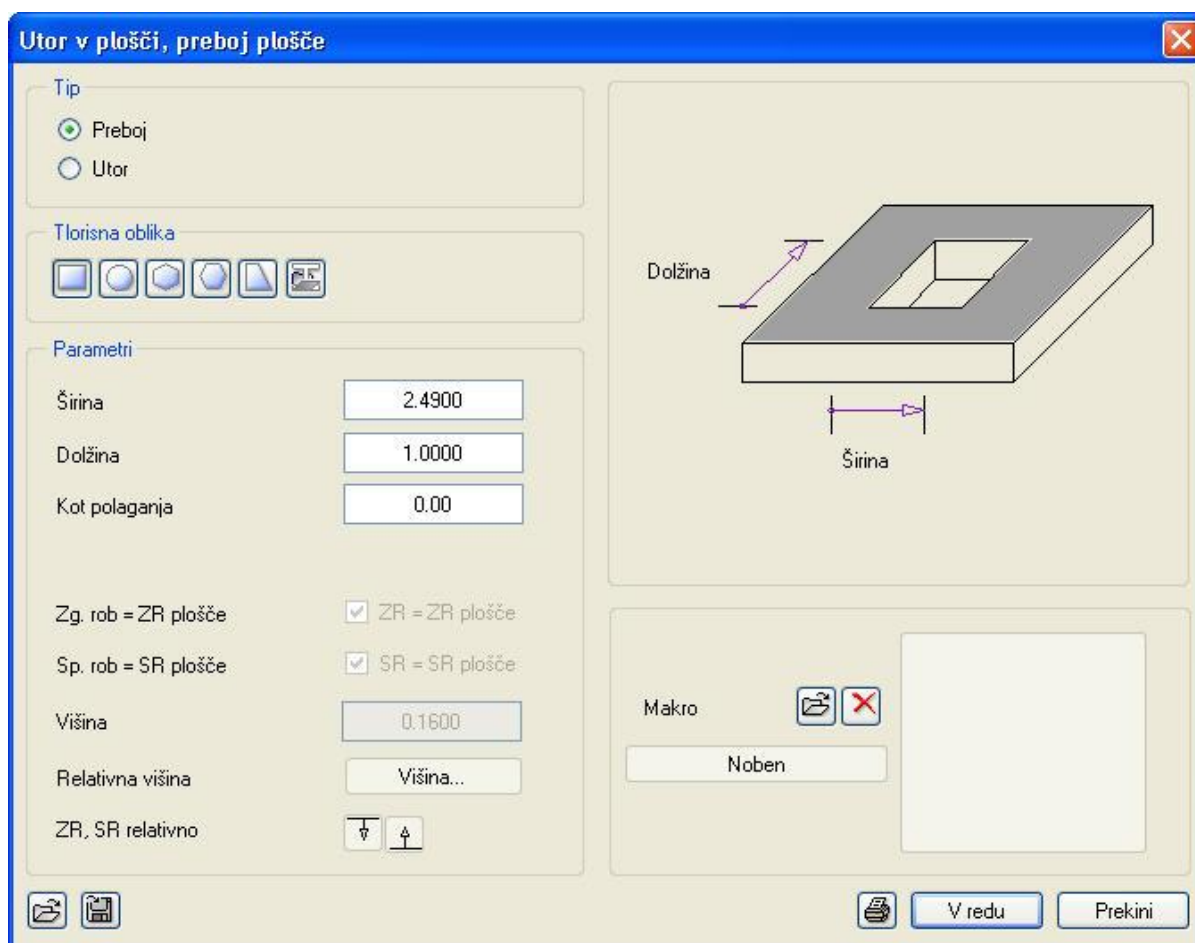 Utor v plošči, preboj plošče
Tip
Preboj
Utor
Tlorisna oblika
Parametri
Širina 2.4900
Dolžina 1.0000
Kot polaganja 0.00
Zg. rob = ZR plošče ZR = ZR plošče
Sp. rob = SR plošče SR = SR plošče
Višina 0.1600
Relativna višina Višina...
ZR, SR relativno
Dolžina
Širina
Makro
Noben
V redu Prekini